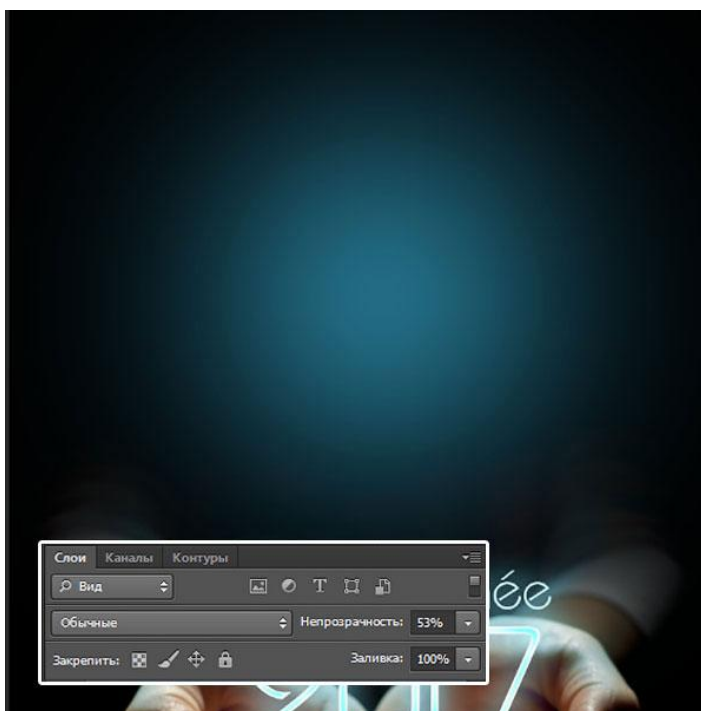 Слои Каналы Контуры
Вид
ée
Обычные Непрозрачность: 53%
Закрепить: Заливка: 100%